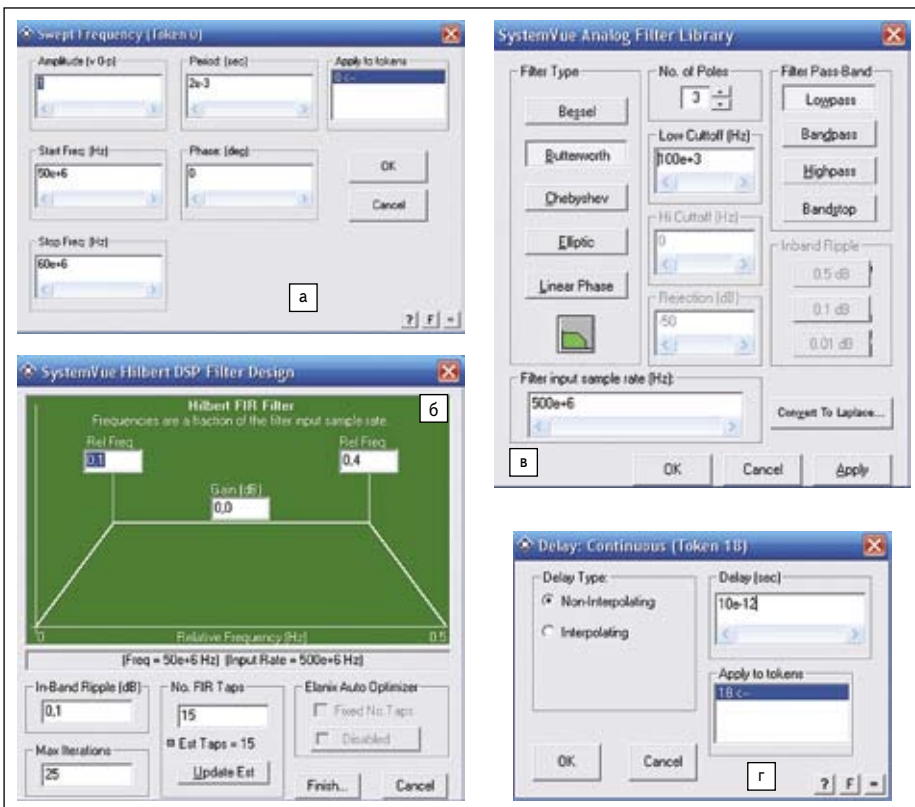 Swept Frequency (Token 0)
Amplitude (v 0-p)
1
Period: (sec)
2e-3
Apply to tokens
0 <--
Start Freq: (Hz)
50e+6
Phase: (deg)
0
OK
Cancel
Stop Freq: (Hz)
60e+6
а
? F =
SystemVue Analog Filter Library
Filter Type
Bessel
Butterworth
Chebyshev
Elliptic
Linear Phase
No. of Poles
3
Low Cuttoff (Hz)
100e+3
Hi Cuttoff (Hz)
0
Rejection (dB)
-50
Filter Pass-Band
Lowpass
Bandpass
Highpass
Bandstop
Inband Ripple
0.5 dB
0.1 dB
0.01 dB
Filter input sample rate (Hz):
500e+6
Convert To Laplace...
в
OK
Cancel
Apply
SystemVue Hilbert DSP Filter Design
б
Hilbert FIR Filter
Frequencies are a fraction of the filter input sample rate.
Rel Freq
0,1
Rel Freq
0,4
Gain (dB)
0,0
0
Relative Frequency (Hz)
0.5
(Freq = 50e+6 Hz) (Input Rate = 500e+6 Hz)
In-Band Ripple (dB)
0,1
No. FIR Taps
15
Est Taps = 15
Update Est
Elanix Auto Optimizer
Fixed No. Taps
Disabled
Max Iterations
25
Finish...
Cancel
Delay: Continuous (Token 18)
Delay Type:
Non-Interpolating
Interpolating
Delay (sec)
10e-12
Apply to tokens
18 <--
OK
Cancel
г
? F =